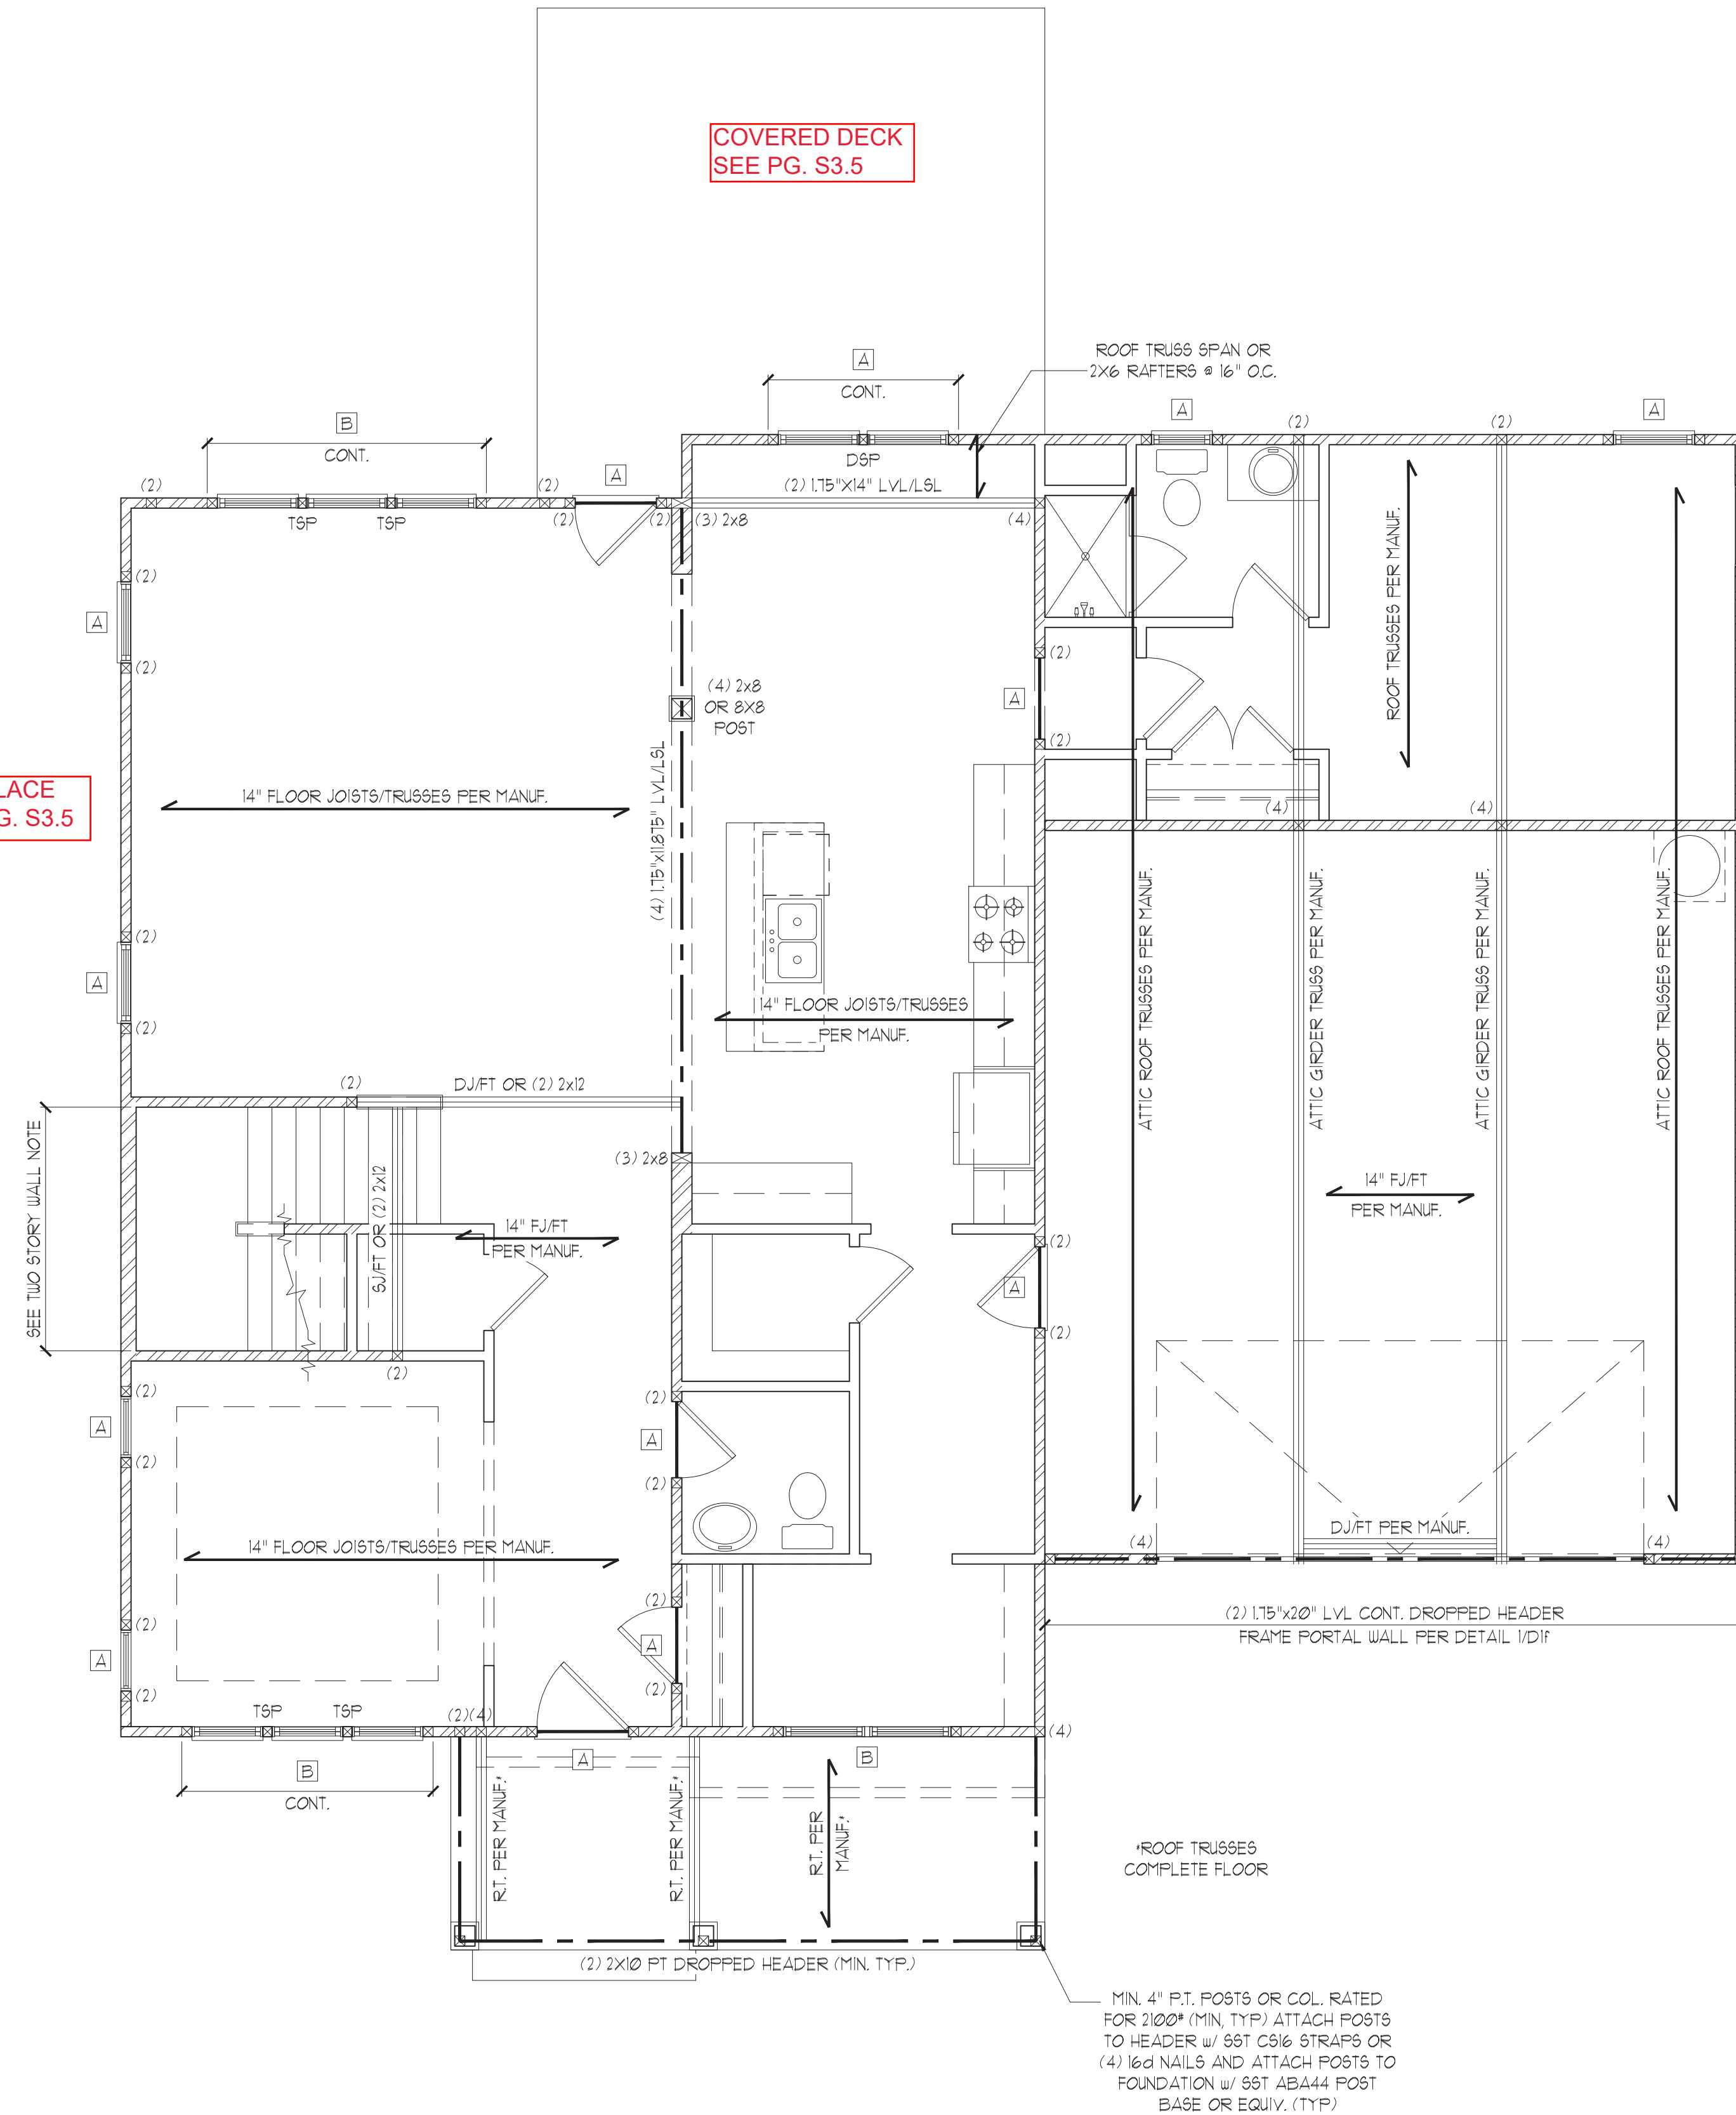 COVERED DECK
SEE PG. S3.5
ROOF TRUSS SPAN OR
2X6 RAFTERS @ 16" O.C.
A
CONT.
B
CONT.
A
A
A
(2)
(2)
(2)
(2)
DSP
(2) 1.75"X14" LVL/LSL
TSP
TSP
(2)
(2)
(3) 2x8
(4)
(2)
A
(2)
(2)
A
(2)
(4) 2x8
OR 8X8
POST
ROOF TRUSSES PER MANUF.
LACE
G. S3.5
14" FLOOR JOISTS/TRUSSES PER MANUF.
(4) 1.75"x11.875" LVL/LSL
(4)
(4)
(2)
A
(2)
14" FLOOR JOISTS/TRUSSES
PER MANUF.
ATTIC ROOF TRUSSES PER MANUF.
ATTIC GIRDER TRUSS PER MANUF.
ATTIC GIRDER TRUSS PER MANUF.
ATTIC ROOF TRUSSES PER MANUF.
(2)
DJ/FT OR (2) 2x12
SEE TWO STORY WALL NOTE
(3) 2x8
SJ/FT OR (2) 2x12
14" FJ/FT
PER MANUF.
14" FJ/FT
PER MANUF.
(2)
A
(2)
(2)
(2)
A
(2)
(2)
A
(2)
14" FLOOR JOISTS/TRUSSES PER MANUF.
DJ/FT PER MANUF.
(4)
(4)
(2)
A
(2)
(2)
A
(2)
(2) 1.75"x20" LVL CONT. DROPPED HEADER
FRAME PORTAL WALL PER DETAIL 1/D1f
TSP
TSP
(2)(4)
(4)
B
CONT.
A
B
R.T. PER MANUF.*
R.T. PER MANUF.*
R.T. PER
MANUF.*
*ROOF TRUSSES
COMPLETE FLOOR
(2) 2X10 PT DROPPED HEADER (MIN. TYP.)
MIN. 4" P.T. POSTS OR COL. RATED
FOR 2100# (MIN, TYP) ATTACH POSTS
TO HEADER w/ SST CS16 STRAPS OR
(4) 16d NAILS AND ATTACH POSTS TO
FOUNDATION w/ SST ABA44 POST
BASE OR EQUIV. (TYP)